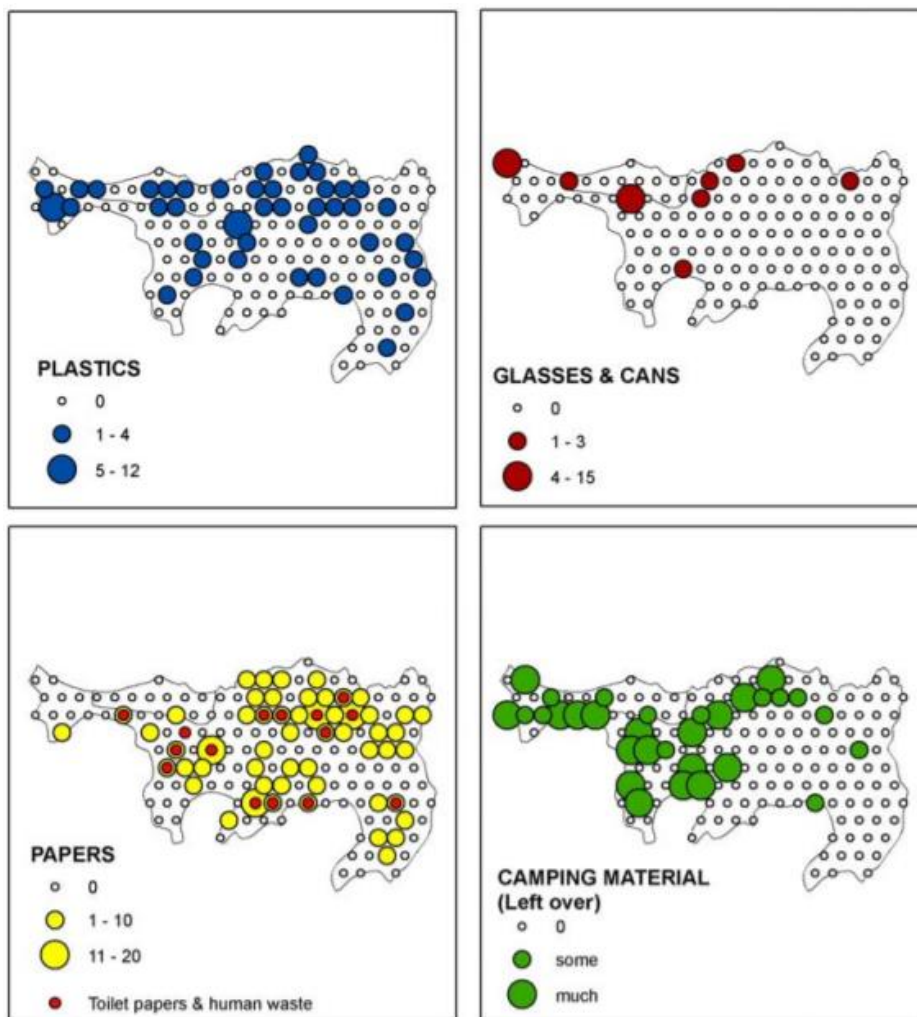 PLASTICS
0
1 - 4
5 - 12
GLASSES & CANS
0
1 - 3
4 - 15
PAPERS
0
1 - 10
11 - 20
Toilet papers & human waste
CAMPING MATERIAL
(Left over)
0
some
much